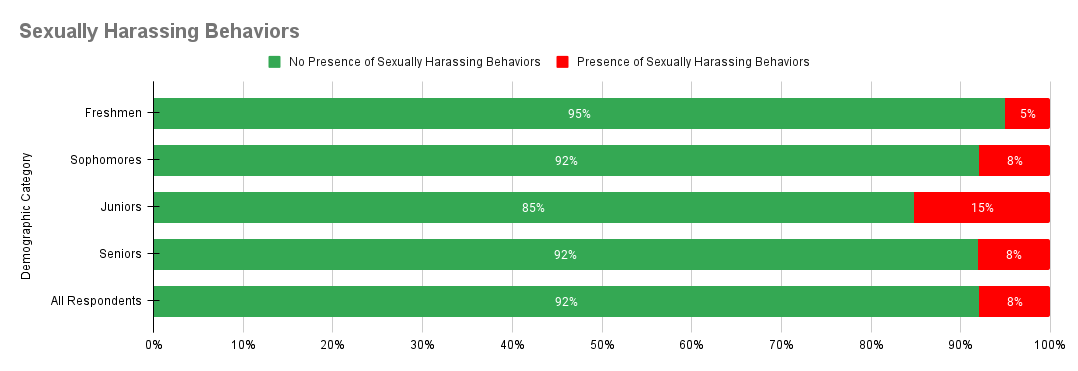 Sexually Harassing Behaviors
No Presence of Sexually Harassing Behaviors Presence of Sexually Harassing Behaviors
Demographic Category
Freshmen 95% 5%
Sophomores 92% 8%
Juniors 85% 15%
Seniors 92% 8%
All Respondents 92% 8%
0% 10% 20% 30% 40% 50% 60% 70% 80% 90% 100%